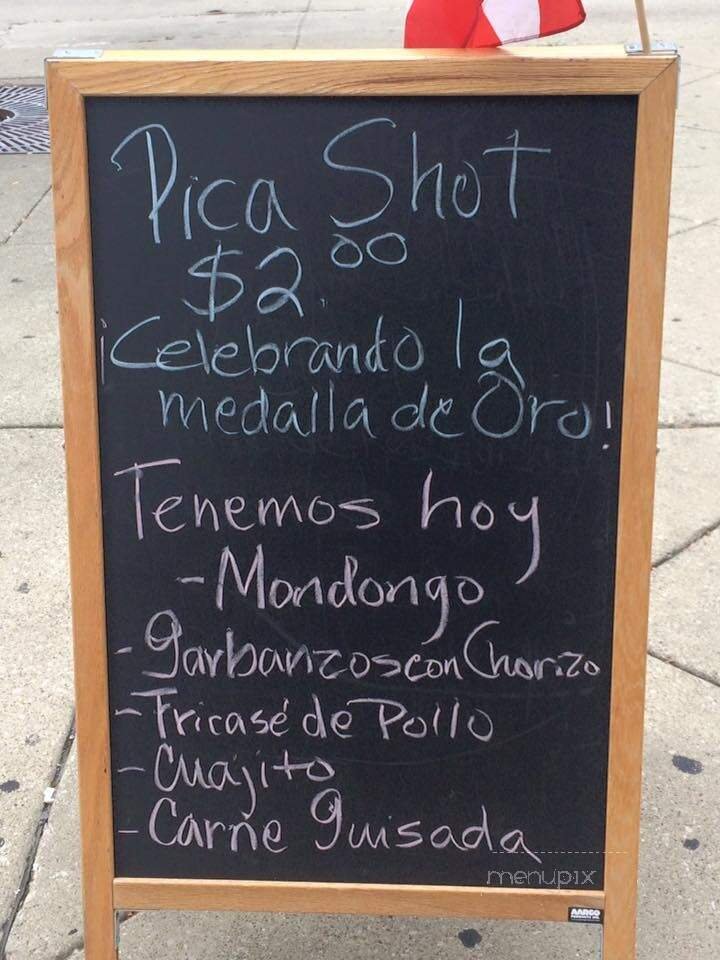 Pica Shot
$2.00
¡Celebrando la
medalla de Oro!
Tenemos hoy
- Mondongo
- garbanzos con Chorizo
- Fricasé de Pollo
- Cuajito
- Carne guisada
menupix
AARCO